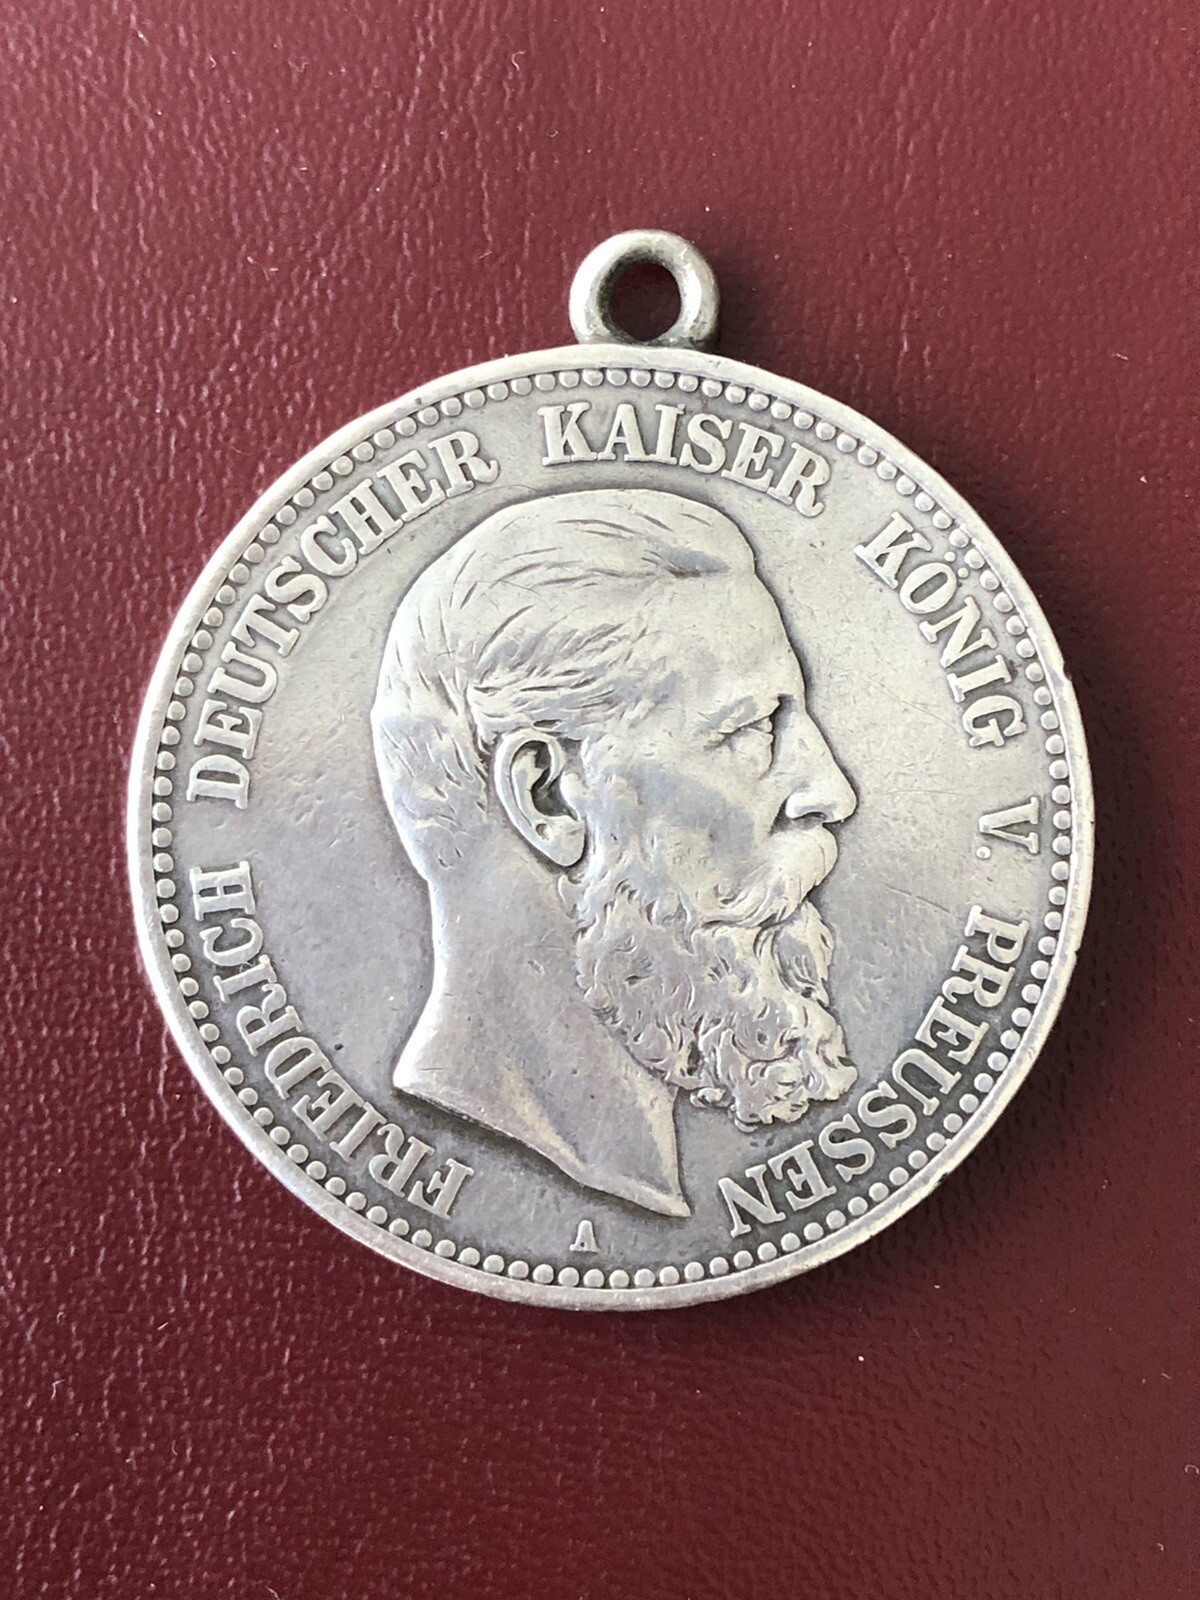 FRIEDRICH DEUTSCHER KAISER KÖNIG V. PREUSSEN
A